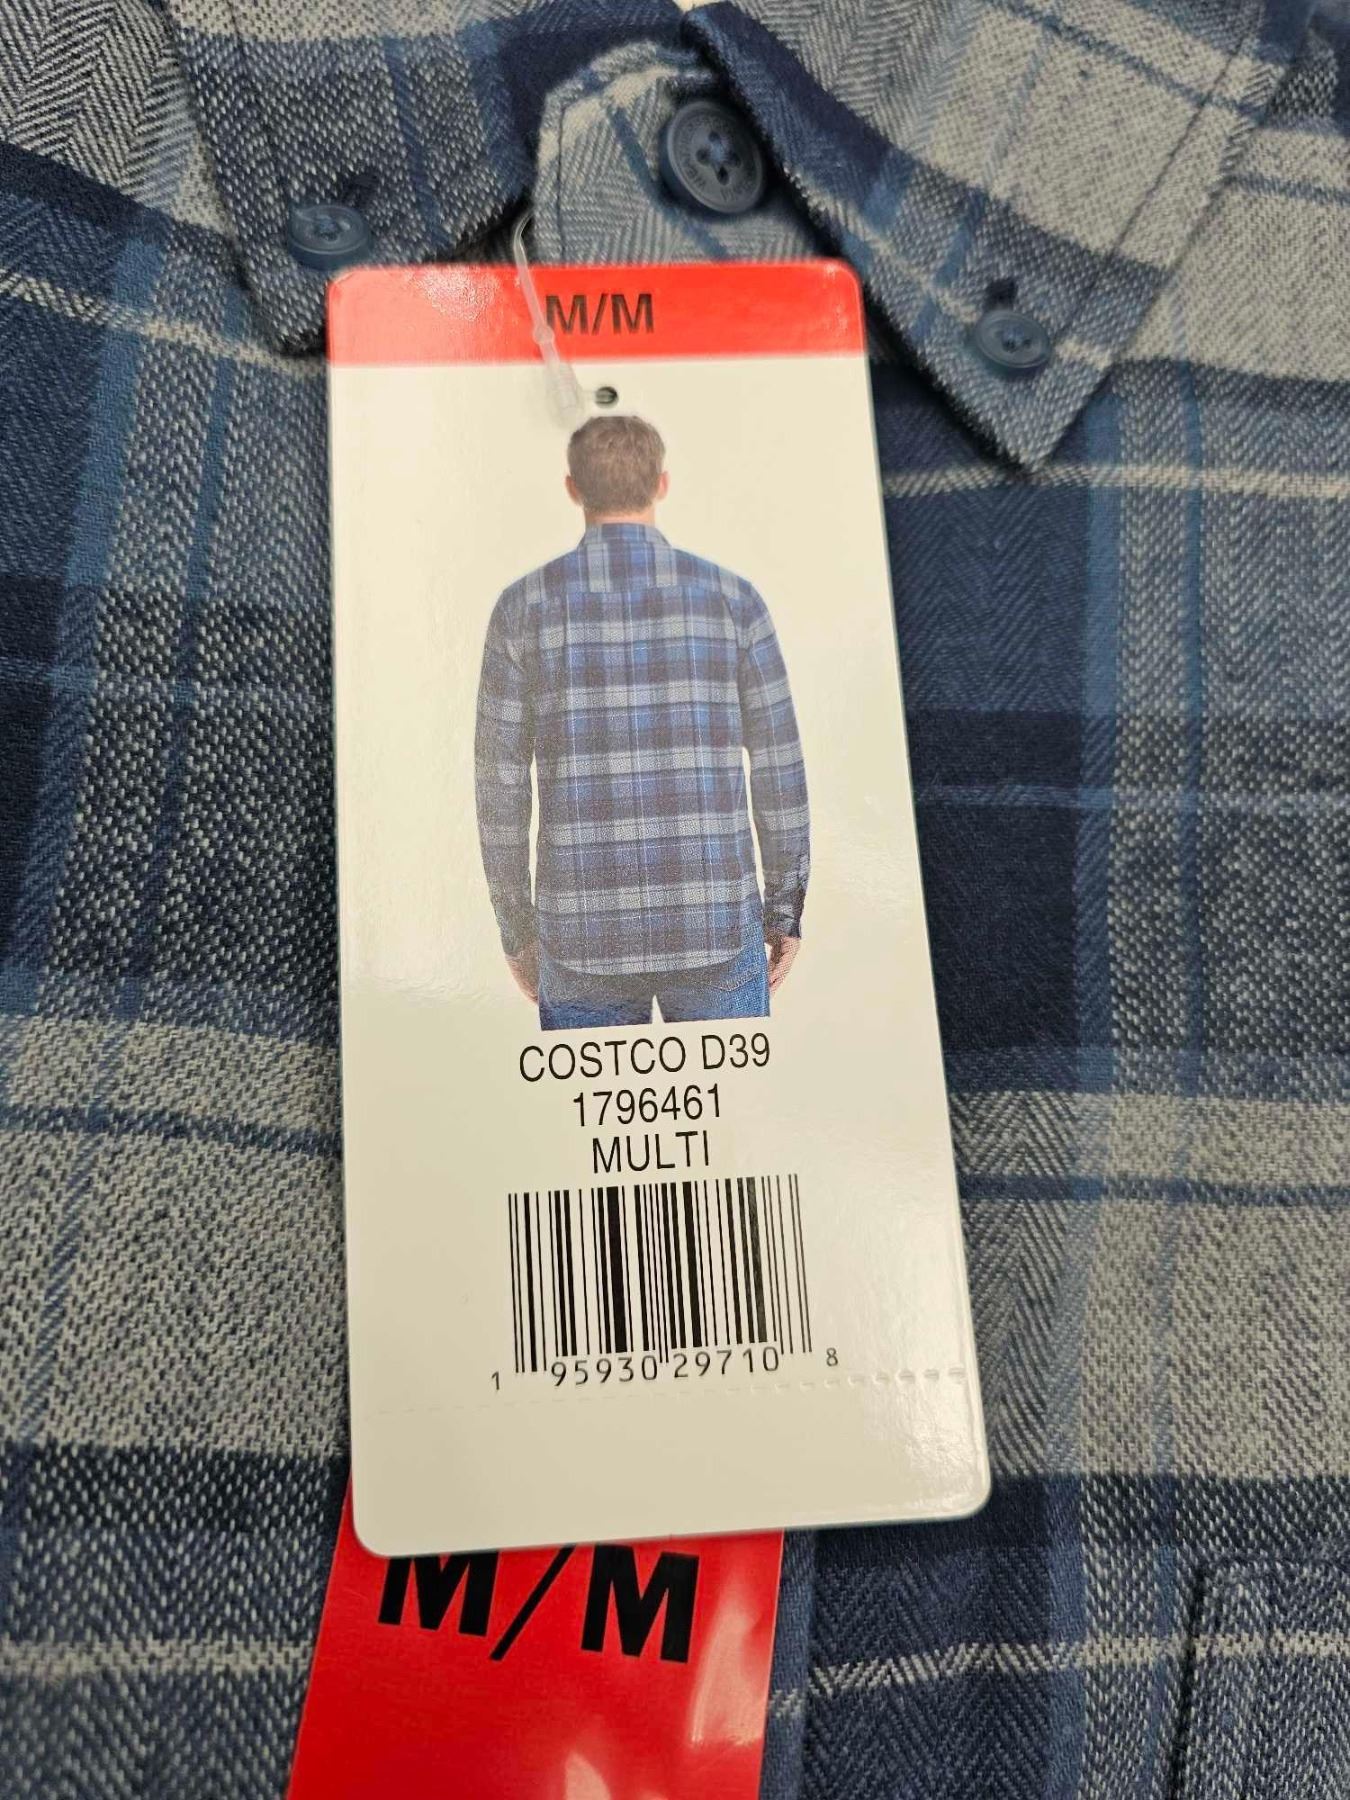 M/M
COSTCO D39
1796461
MULTI
1 95930 29710 8
M/M